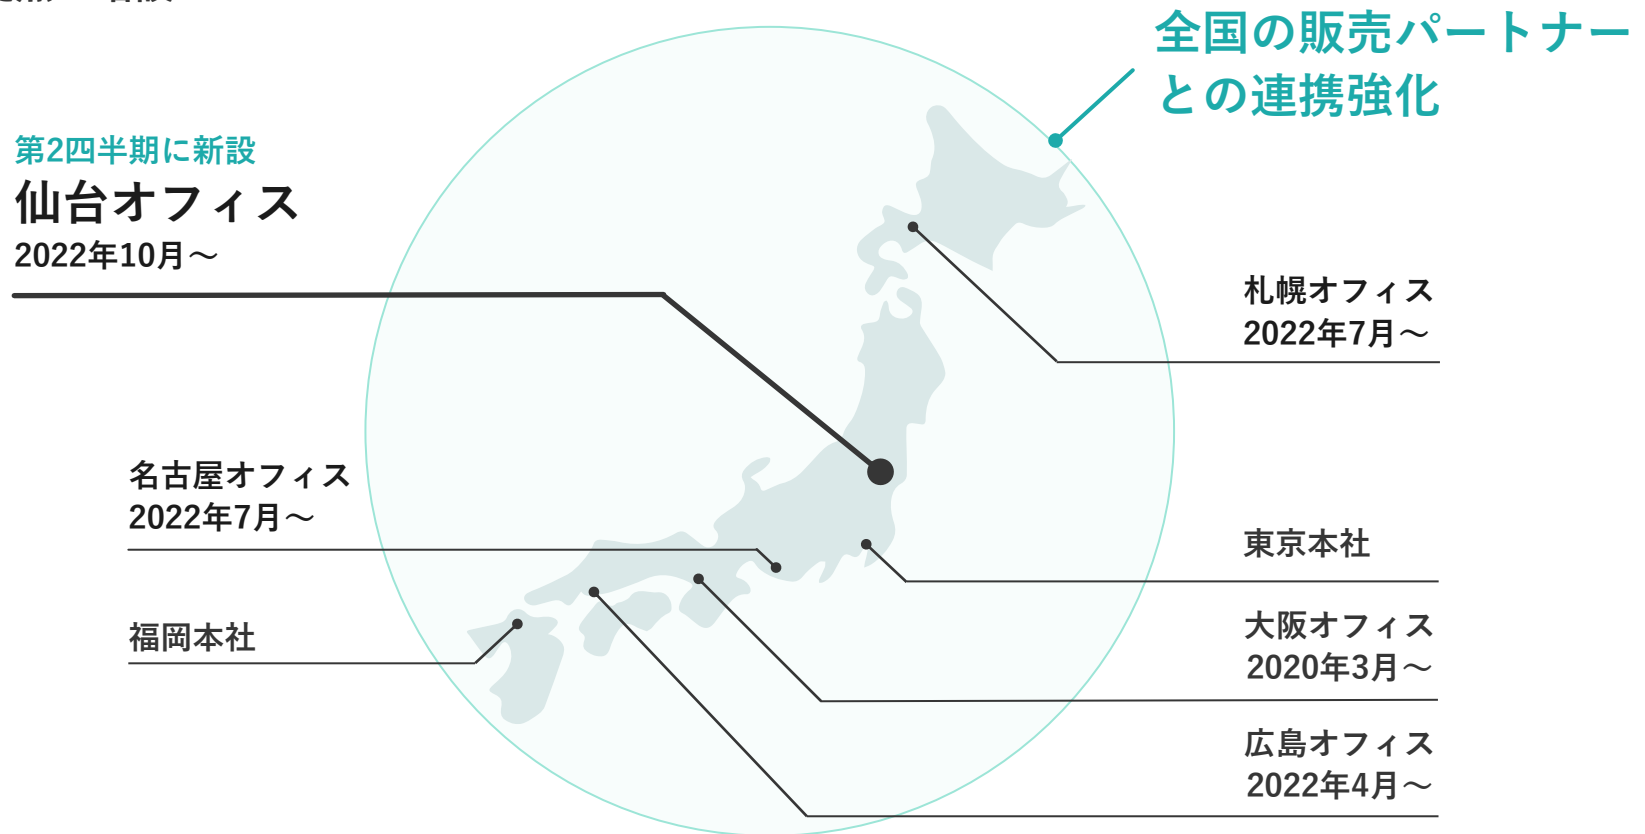 全国の販売パートナー
との連携強化
第2四半期に新設
仙台オフィス
2022年10月～
札幌オフィス
2022年7月～
名古屋オフィス
2022年7月～
東京本社
福岡本社
大阪オフィス
2020年3月～
広島オフィス
2022年4月～